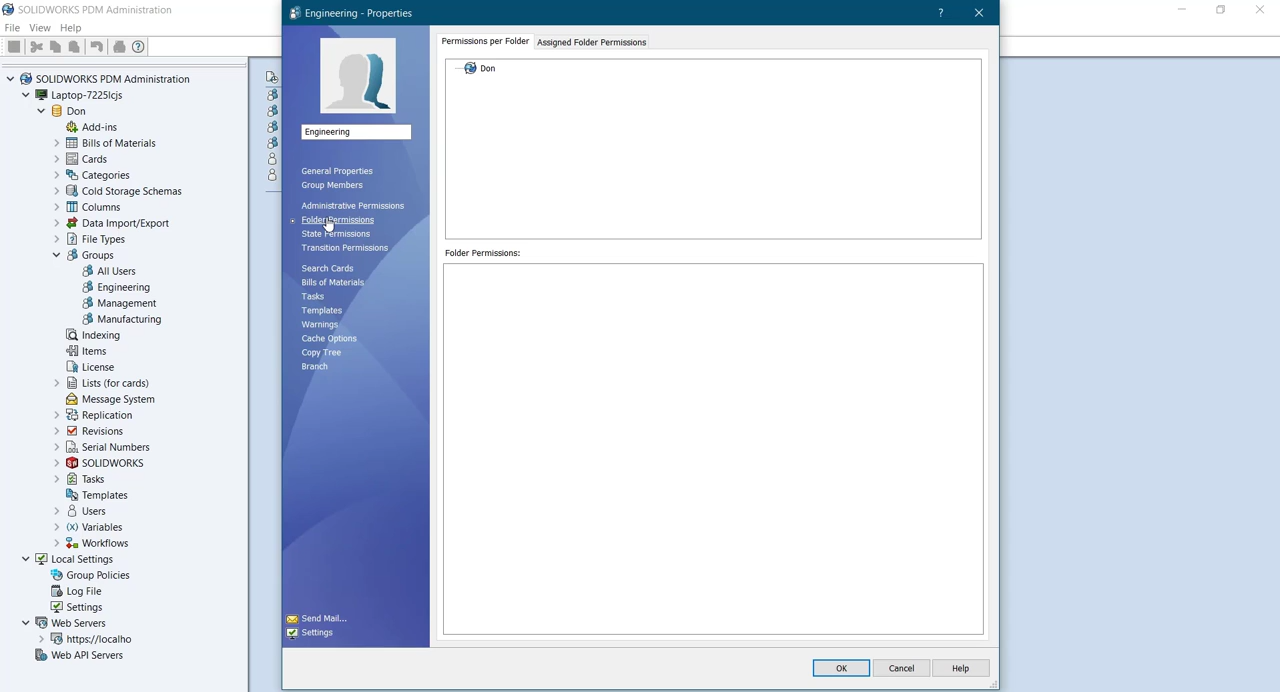 SOLIDWORKS PDM Administration
File View Help
SOLIDWORKS PDM Administration
Laptop-7225lcjs
Don
Add-ins
Bills of Materials
Cards
Categories
Cold Storage Schemas
Columns
Data Import/Export
File Types
Groups
All Users
Engineering
Management
Manufacturing
Indexing
Items
License
Lists (for cards)
Message System
Replication
Revisions
Serial Numbers
SOLIDWORKS
Tasks
Templates
Users
Variables
Workflows
Local Settings
Group Policies
Log File
Settings
Web Servers
https://localho
Web API Servers
Engineering - Properties
Engineering
General Properties
Group Members
Administrative Permissions
Folder Permissions
State Permissions
Transition Permissions
Search Cards
Bills of Materials
Tasks
Templates
Warnings
Cache Options
Copy Tree
Branch
Send Mail...
Settings
Permissions per Folder Assigned Folder Permissions
Don
Folder Permissions:
OK Cancel Help